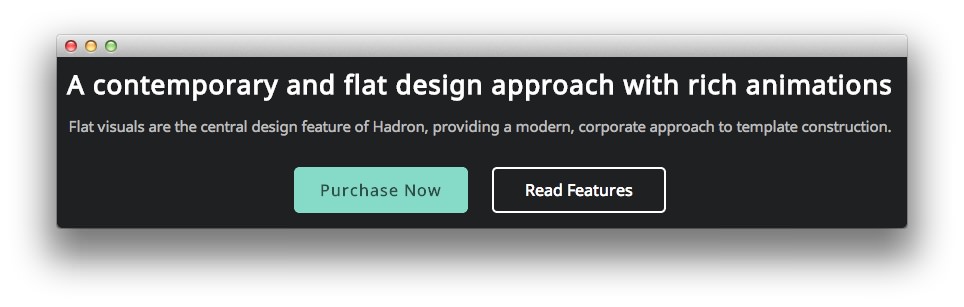 A contemporary and flat design approach with rich animations
Flat visuals are the central design feature of Hadron, providing a modern, corporate approach to template construction.
Purchase Now
Read Features